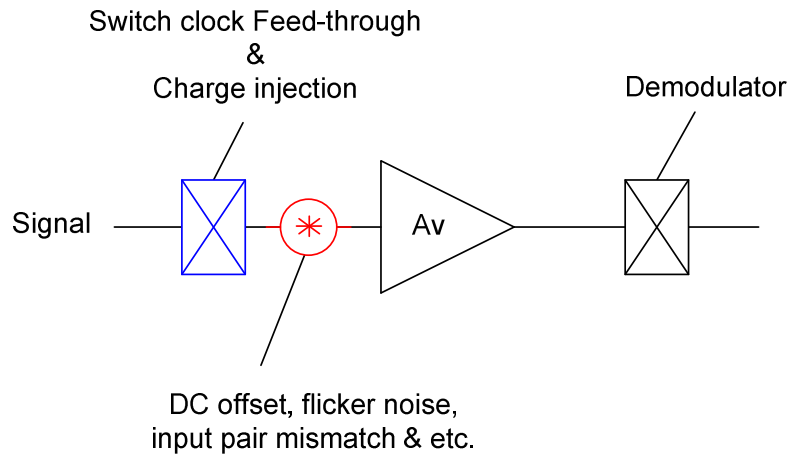 Switch clock Feed-through
&
Charge injection
Demodulator
Signal
Av
DC offset, flicker noise,
input pair mismatch & etc.